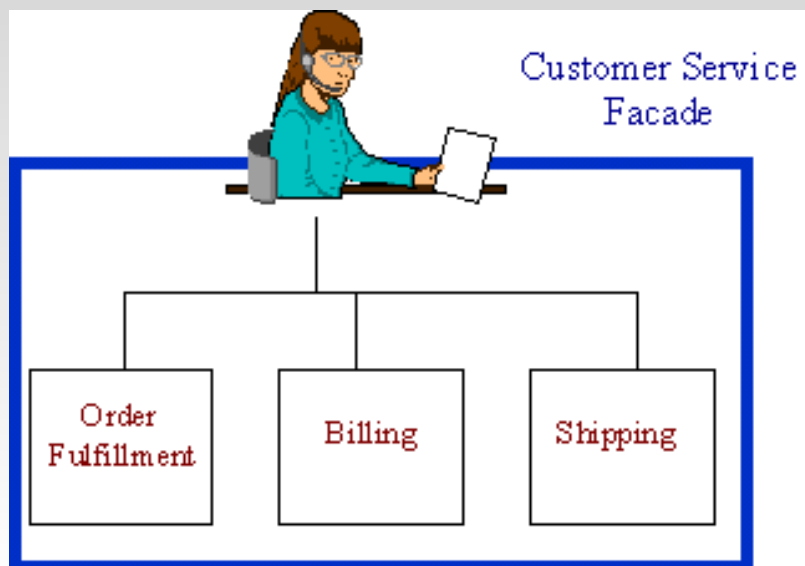 Customer Service
Facade
Order
Fulfillment
Billing
Shipping